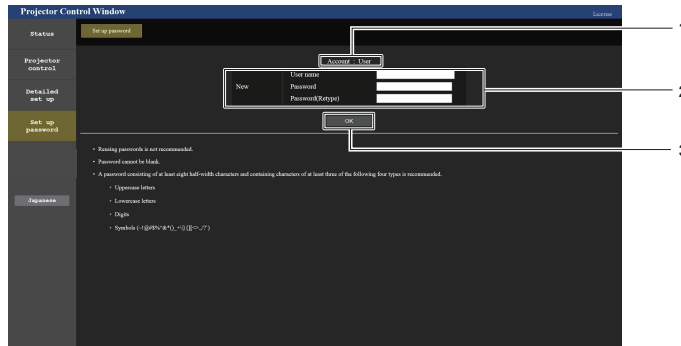 Projector Control Window
License
Status
Set up password
Projector
control
Account : User
User name
New
Password
Password(Retype)
Detailed
set up
Set up
password
OK
• Reusing passwords is not recommended.
• Password cannot be blank.
• A password consisting of at least eight half-width characters and containing characters of at least three of the following four types is recommended.
• Uppercase letters
• Lowercase letters
• Digits
• Symbols
Japanese